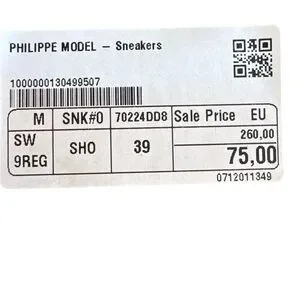 PHILIPPE MODEL – Sneakers
1000000130499507
M SNK#0 70224DD8 Sale Price EU
SW SHO 39 260,00
9REG 75,00
0712011349